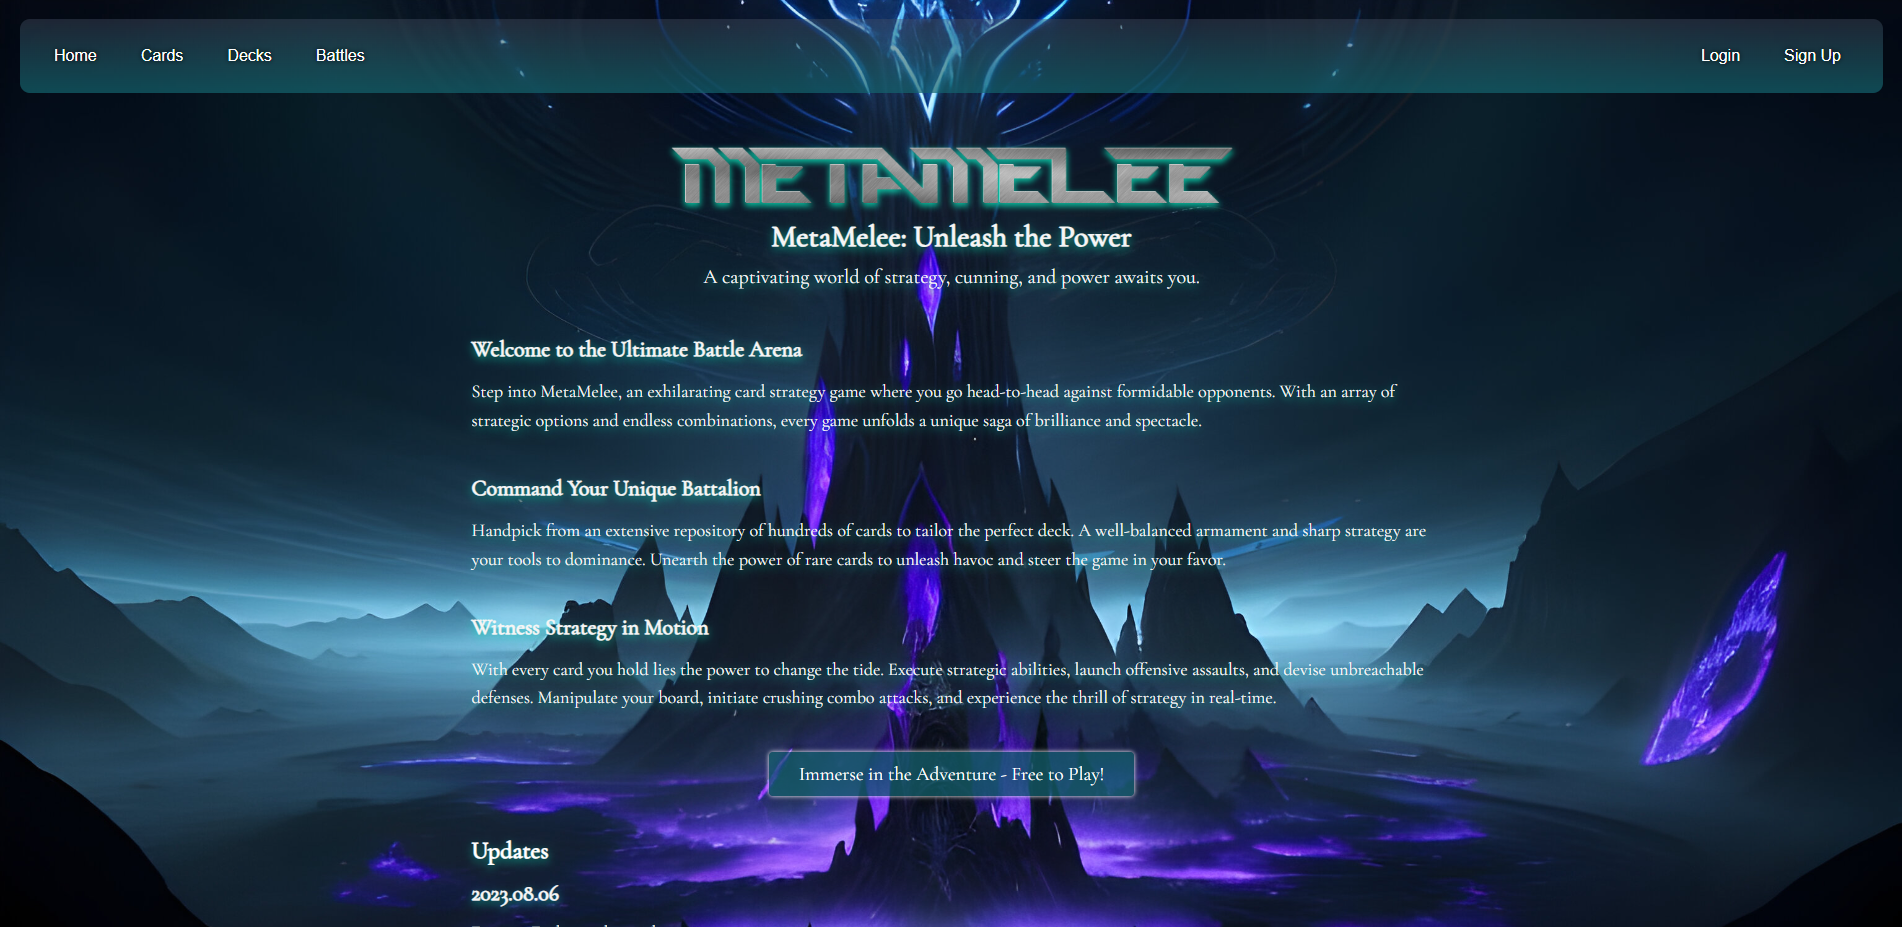 Home Cards Decks Battles Login Sign Up
METAMELEE
MetaMelee: Unleash the Power
A captivating world of strategy, cunning, and power awaits you.
Welcome to the Ultimate Battle Arena
Step into MetaMelee, an exhilarating card strategy game where you go head-to-head against formidable opponents. With an array of
strategic options and endless combinations, every game unfolds a unique saga of brilliance and spectacle.
Command Your Unique Battalion
Handpick from an extensive repository of hundreds of cards to tailor the perfect deck. A well-balanced armament and sharp strategy are
your tools to dominance. Unearth the power of rare cards to unleash havoc and steer the game in your favor.
Witness Strategy in Motion
With every card you hold lies the power to change the tide. Execute strategic abilities, launch offensive assaults, and devise unbreachable
defenses. Manipulate your board, initiate crushing combo attacks, and experience the thrill of strategy in real-time.
Immerse in the Adventure - Free to Play!
Updates
2023.08.06